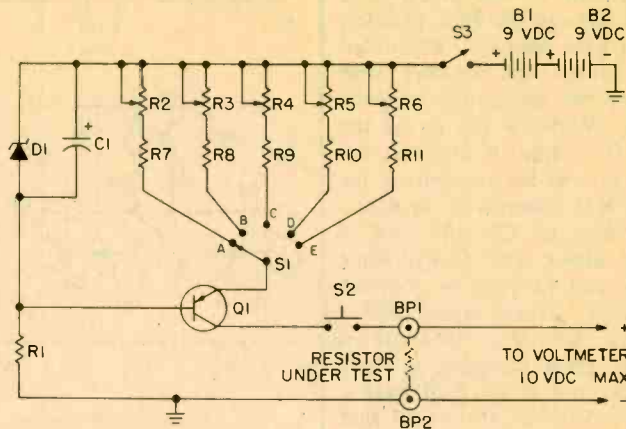 S3
B1
9 VDC
B2
9 VDC
+
+
-
+
D1
C1
R2
R3
R4
R5
R6
R7
R8
R9
R10
R11
A
B
C
D
E
S1
Q1
S2
BP1
+
R1
RESISTOR
UNDER TEST
TO VOLTMETER
10 VDC MAX
BP2
-